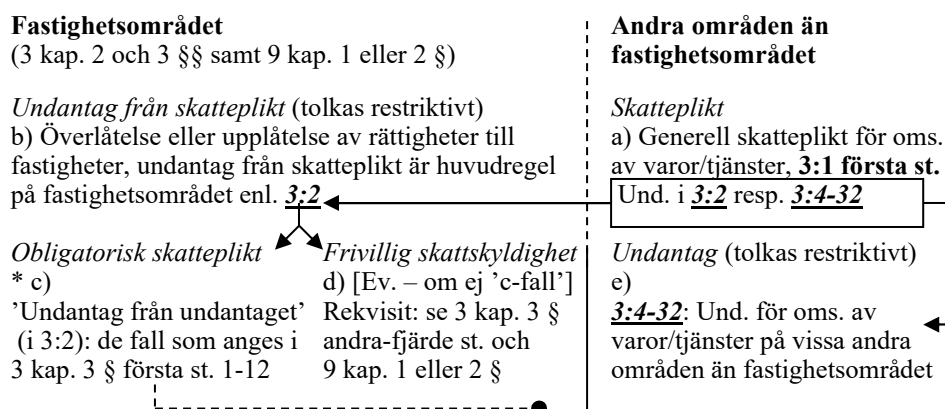 Fastighetsområdet
(3 kap. 2 och 3 §§ samt 9 kap. 1 eller 2 §)
Undantag från skatteplikt (tolkas restriktivt)
b) Överlåtelse eller upplåtelse av rättigheter till
fastigheter, undantag från skatteplikt är huvudregel
på fastighetsområdet enl. 3:2
Obligatorisk skatteplikt
* c)
’Undantag från undantaget’
(i 3:2): de fall som anges i
3 kap. 3 § första st. 1-12
Frivillig skattskyldighet
d) [Ev. – om ej ’c-fall’]
Rekvisit: se 3 kap. 3 §
andra-fjärde st. och
9 kap. 1 eller 2 §
Andra områden än
fastighetsområdet
Skatteplikt
a) Generell skatteplikt för oms.
av varor/tjänster, 3:1 första st.
Und. i 3:2 resp. 3:4-32
Undantag (tolkas restriktivt)
e)
3:4-32: Und. för oms. av
varor/tjänster på vissa andra
områden än fastighetsområdet